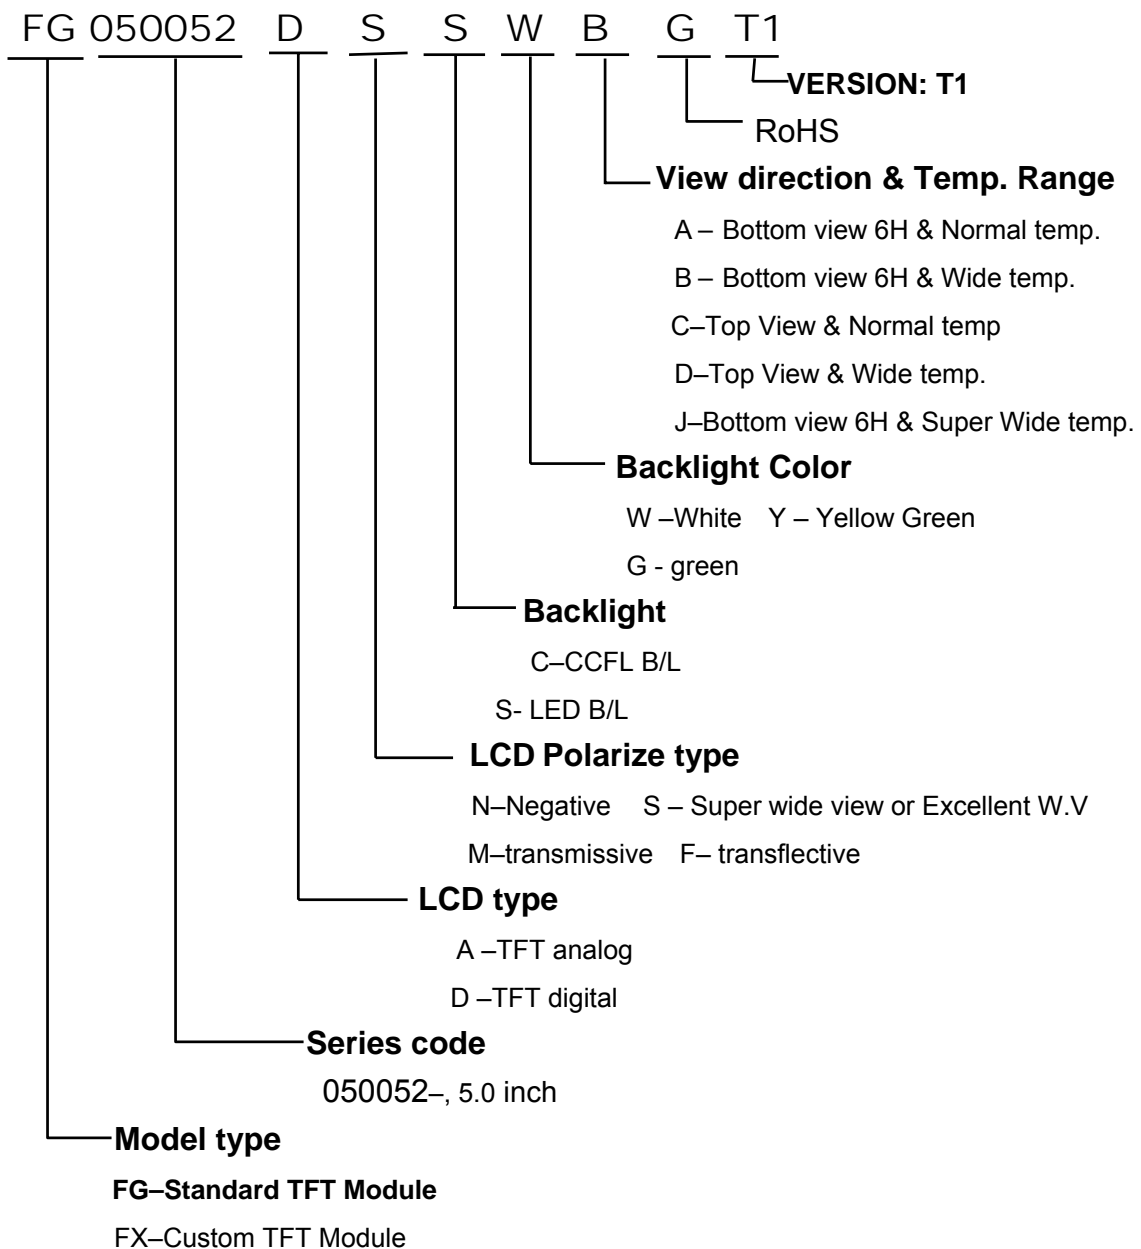 FG 050052 D S S W B G T1
VERSION: T1
RoHS
View direction & Temp. Range
A – Bottom view 6H & Normal temp.
B – Bottom view 6H & Wide temp.
C–Top View & Normal temp
D–Top View & Wide temp.
J–Bottom view 6H & Super Wide temp.
Backlight Color
W –White Y – Yellow Green
G - green
Backlight
C–CCFL B/L
S- LED B/L
LCD Polarize type
N–Negative S – Super wide view or Excellent W.V
M–transmissive F– transflective
LCD type
A –TFT analog
D –TFT digital
Series code
050052–, 5.0 inch
Model type
FG–Standard TFT Module
FX–Custom TFT Module